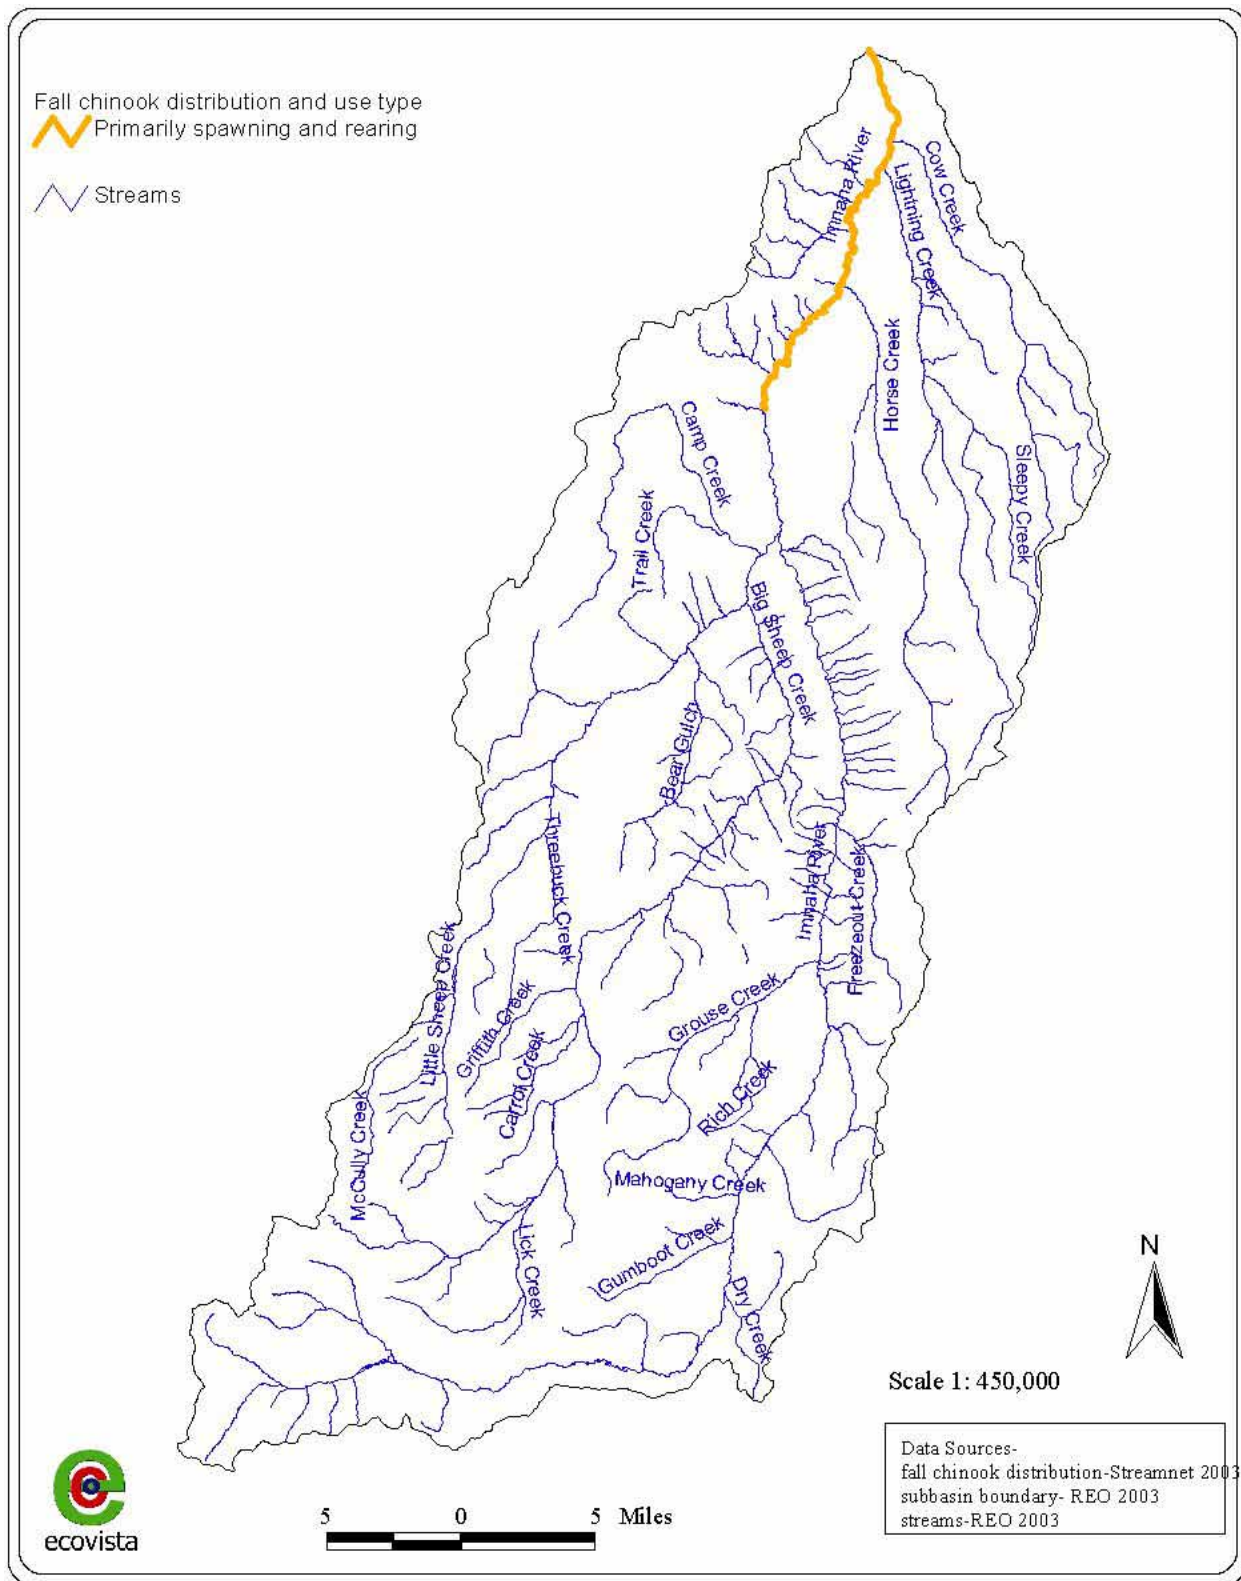 Fall chinook distribution and use type
Primarily spawning and rearing
Streams
Imnaha River
Cow Creek
Lightning Creek
Horse Creek
Camp Creek
Sleepy Creek
Trail Creek
Big Sheep Creek
Bear Gulch
Threebuck Creek
Imnaha River
Freezeout Creek
Little Sheep Creek
Griffith Creek
Grouse Creek
Carrol Creek
Rich Creek
McCully Creek
Mahogany Creek
Lick Creek
Gumboot Creek
Dry Creek
N
Scale 1: 450,000
Data Sources-
fall chinook distribution-Streamnet 2003
subbasin boundary- REO 2003
streams-REO 2003
ecovista
5 0 5 Miles